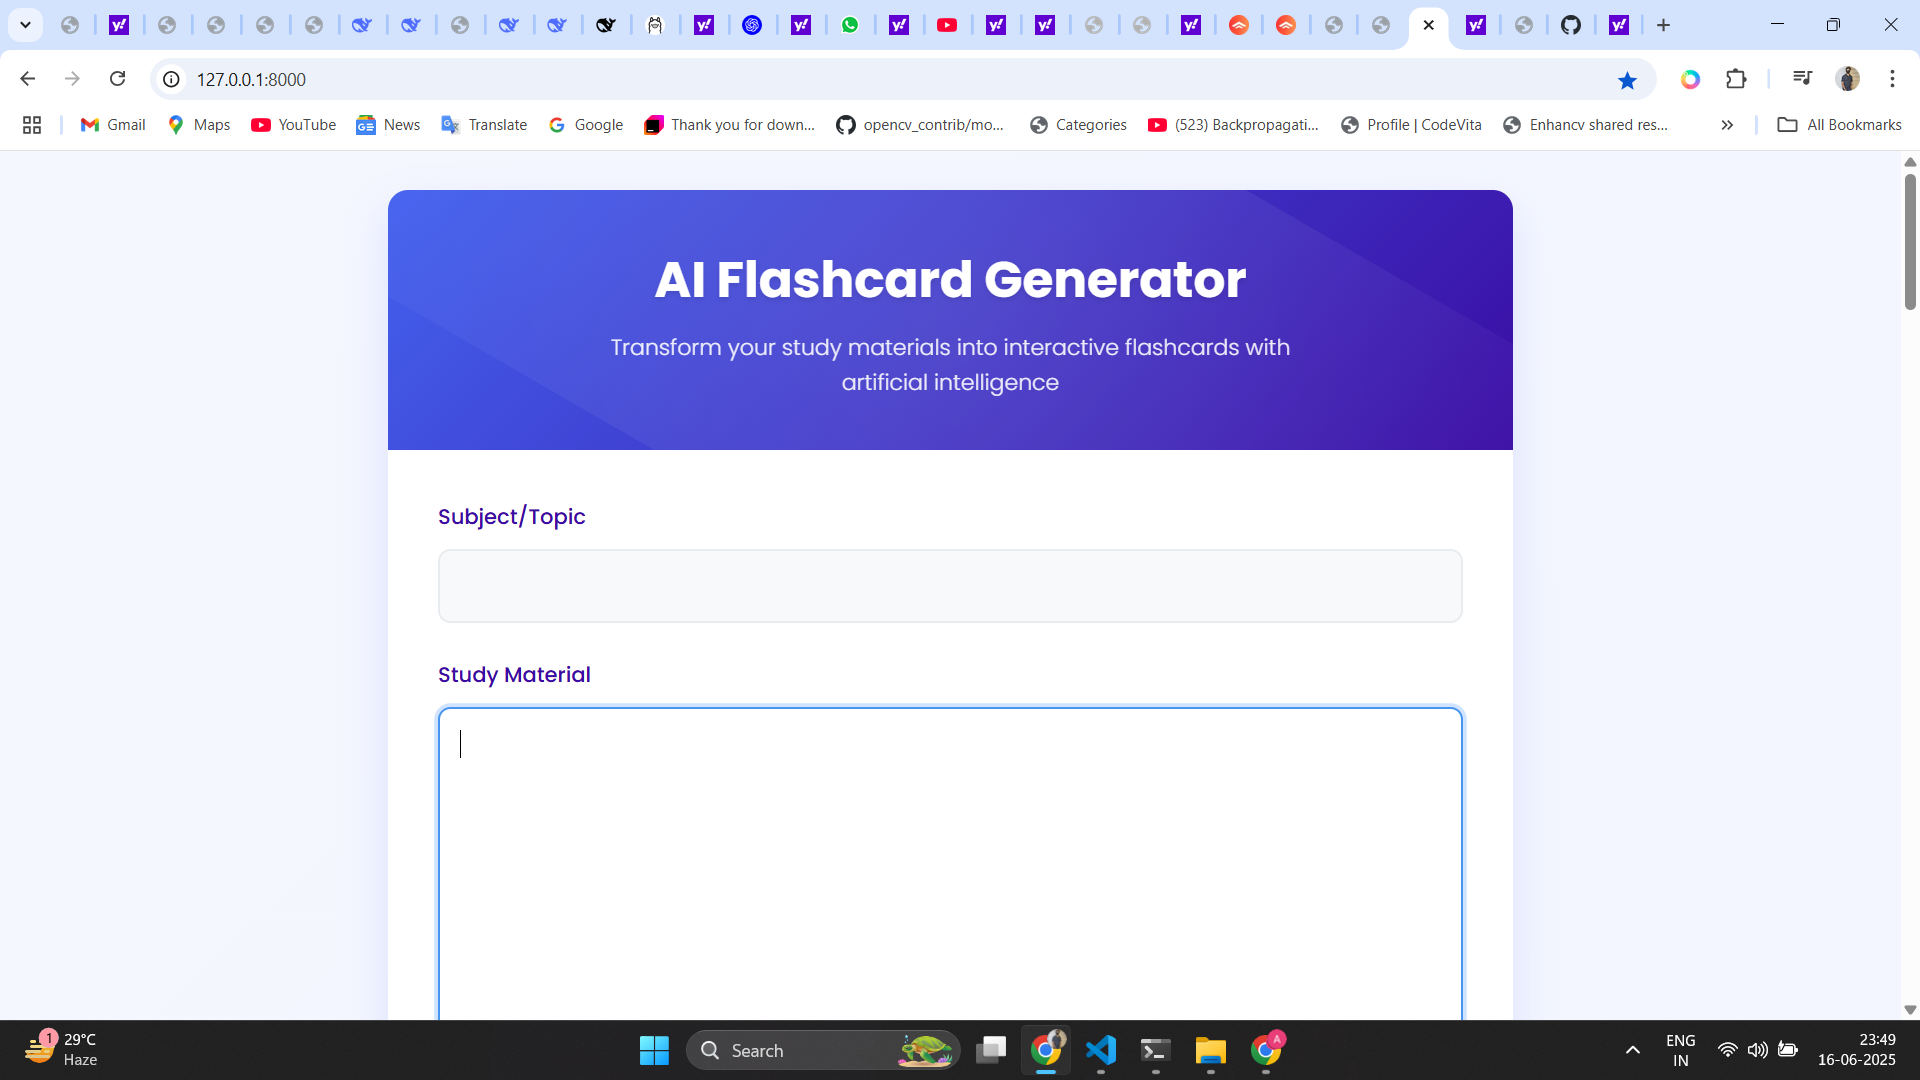 127.0.0.1:8000
Gmail
Maps
YouTube
News
Translate
Google
Thank you for down...
opencv_contrib/mo...
Categories
(523) Backpropagati...
Profile | CodeVita
Enhancv shared res...
All Bookmarks
AI Flashcard Generator
Transform your study materials into interactive flashcards with
artificial intelligence
Subject/Topic
Study Material
1
29°C
Haze
Search
A
ENG
IN
23:49
16-06-2025